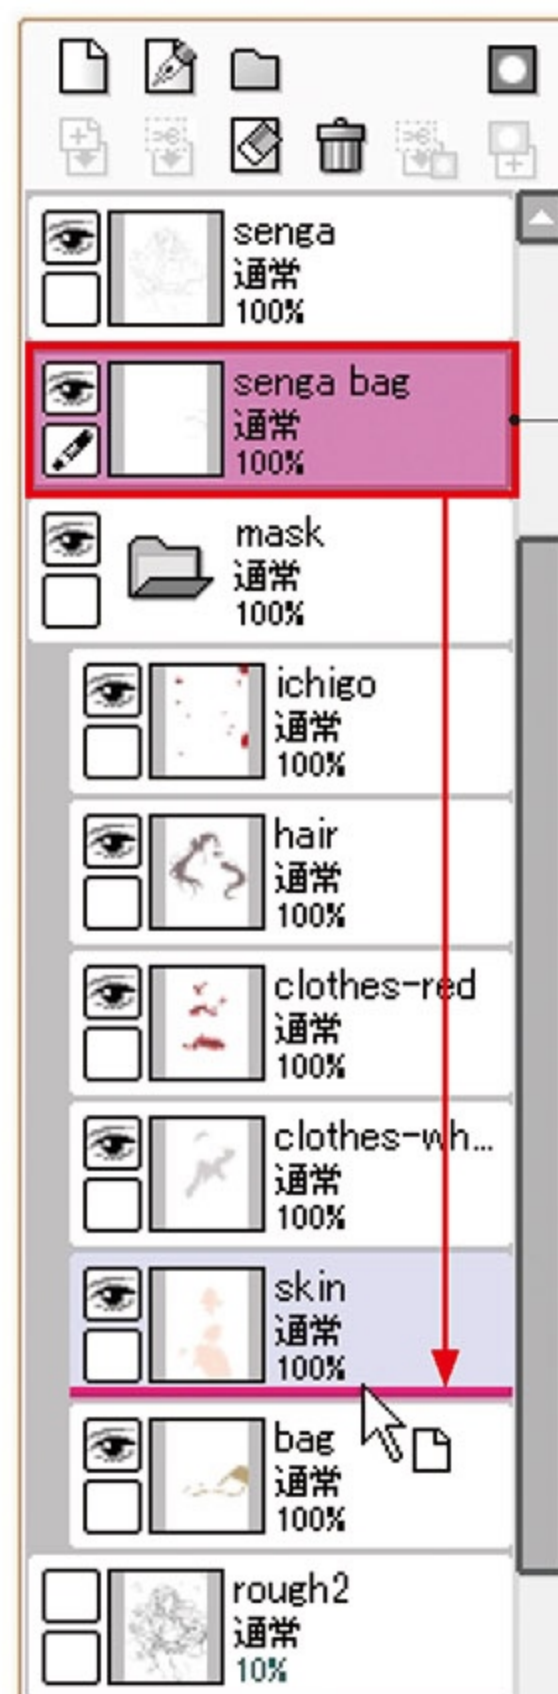 senga
通常
100%
senga bag
通常
100%
mask
通常
100%
ichigo
通常
100%
hair
通常
100%
clothes-red
通常
100%
clothes-wh...
通常
100%
skin
通常
100%
bag
通常
100%
rough2
通常
10%